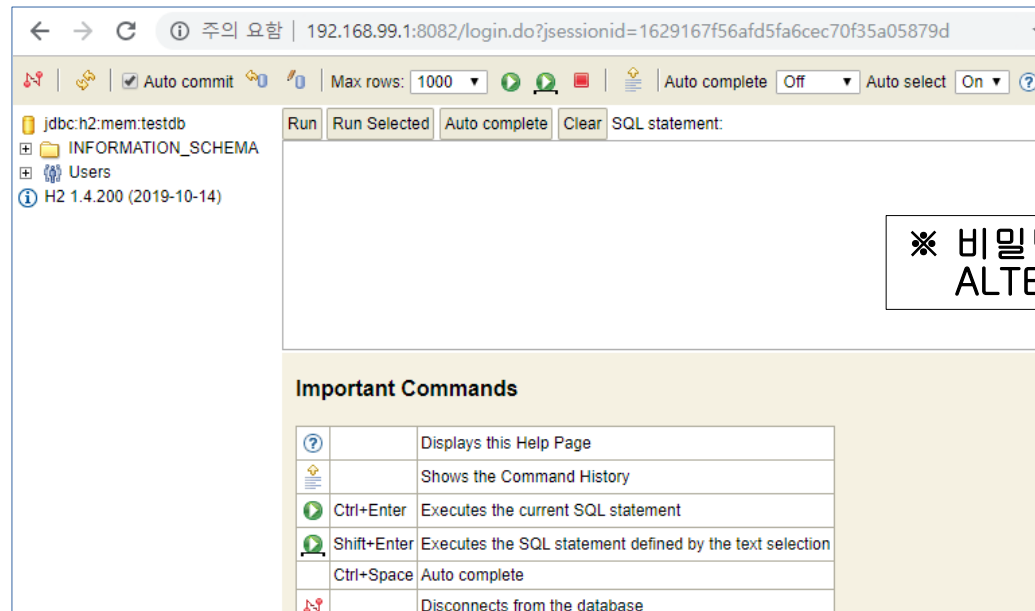 주의 요함 | 192.168.99.1:8082/login.do?jsessionid=1629167f56afd5fa6cec70f35a05879d
Auto commit Max rows: 1000 Auto complete Off Auto select On
jdbc:h2:mem:testdb
INFORMATION_SCHEMA
Users
H2 1.4.200 (2019-10-14)
Run Run Selected Auto complete Clear SQL statement:
※
Important Commands
Displays this Help Page
Shows the Command History
Ctrl+Enter Executes the current SQL statement
Shift+Enter Executes the SQL statement defined by the text selection
Ctrl+Space Auto complete
Disconnects from the database